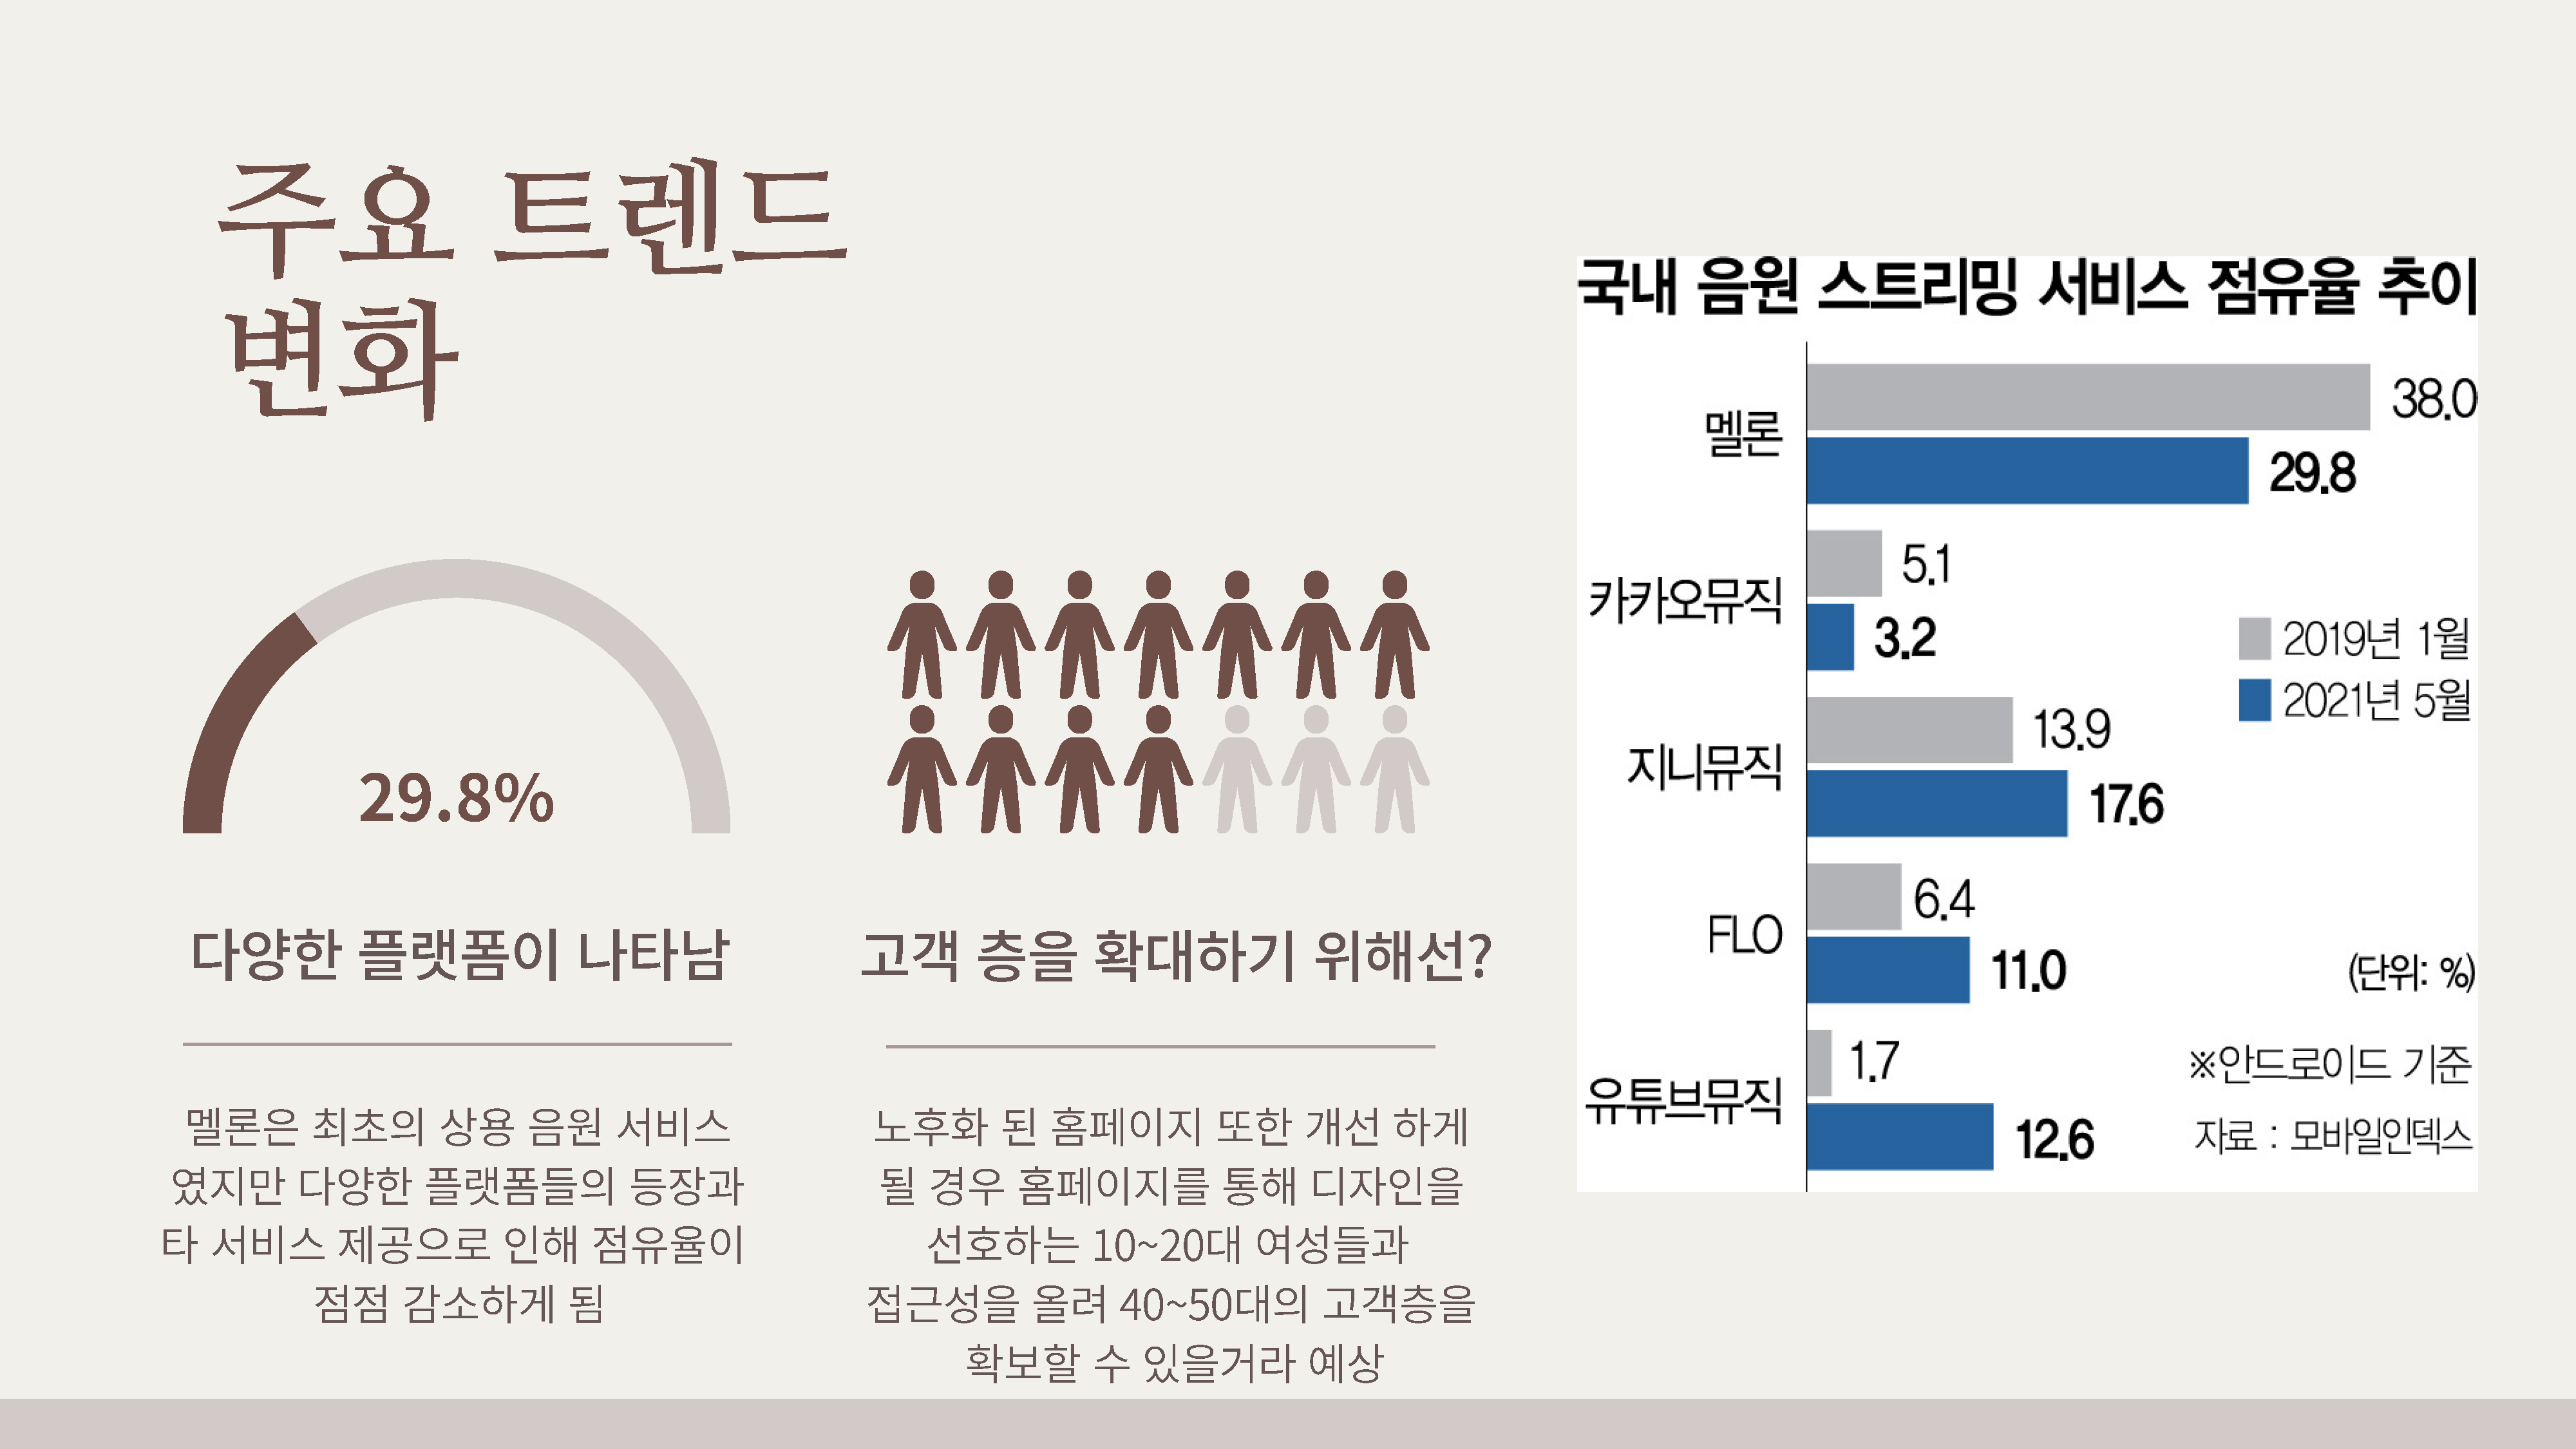 주요 트렌드
변화
29.8%
다양한 플랫폼이 나타남
멜론은 최초의 상용 음원 서비스
였지만 다양한 플랫폼들의 등장과
타 서비스 제공으로 인해 점유율이
점점 감소하게 됨
고객 층을 확대하기 위해선?
노후화 된 홈페이지 또한 개선 하게
될 경우 홈페이지를 통해 디자인을
선호하는 10~20대 여성들과
접근성을 올려 40~50대의 고객층을
확보할 수 있을거라 예상
국내 음원 스트리밍 서비스 점유율 추이
멜론
38.0
29.8
카카오뮤직
5.1
3.2
지니뮤직
13.9
17.6
FLO
6.4
11.0
유튜브뮤직
1.7
12.6
2019년 1월
2021년 5월
(단위: %)
※안드로이드 기준
자료 : 모바일인덱스